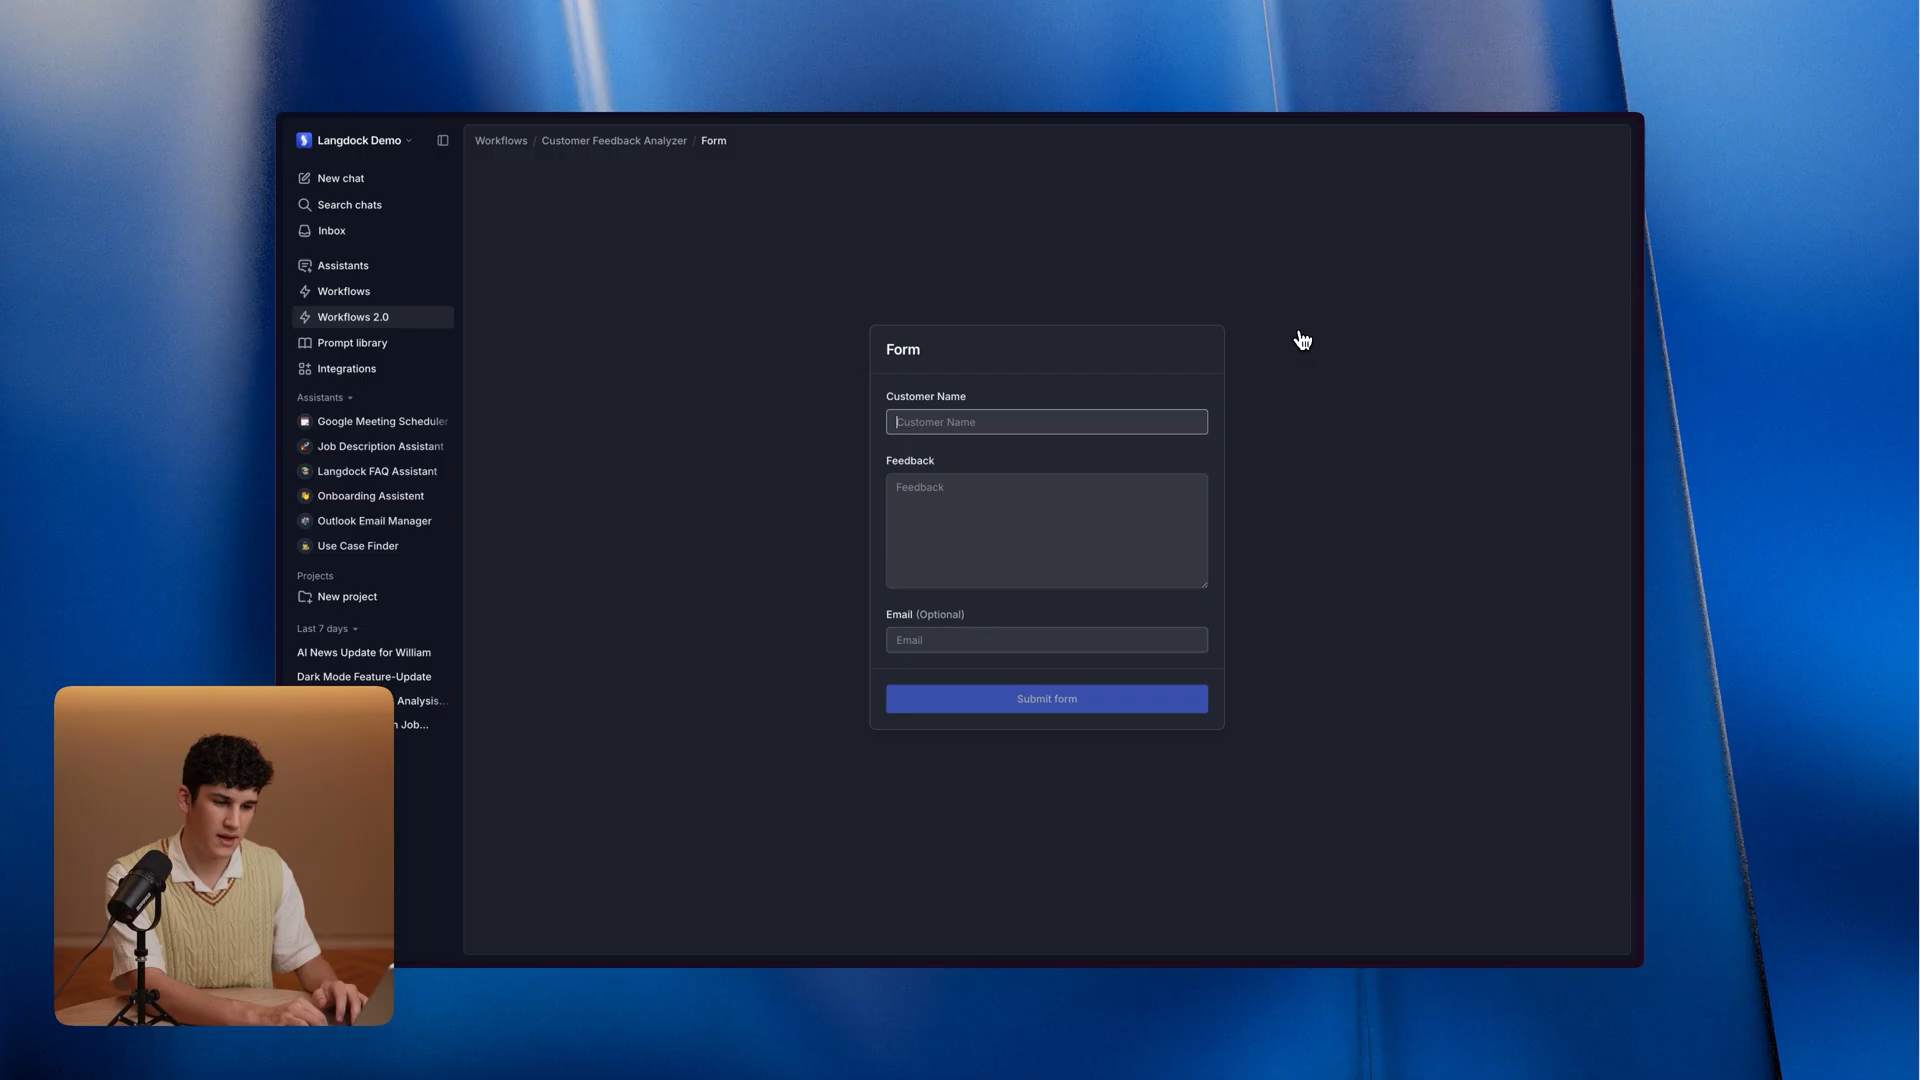 Langdock Demo
Workflows / Customer Feedback Analyzer / Form
New chat
Search chats
Inbox
Assistants
Workflows
Workflows 2.0
Prompt library
Integrations
Assistants
Google Meeting Scheduler
Job Description Assistant
Langdock FAQ Assistant
Onboarding Assistent
Outlook Email Manager
Use Case Finder
Projects
New project
Last 7 days
AI News Update for William
Dark Mode Feature-Update
Analysis...
Job...
Form
Customer Name
Customer Name
Feedback
Feedback
Email (Optional)
Email
Submit form